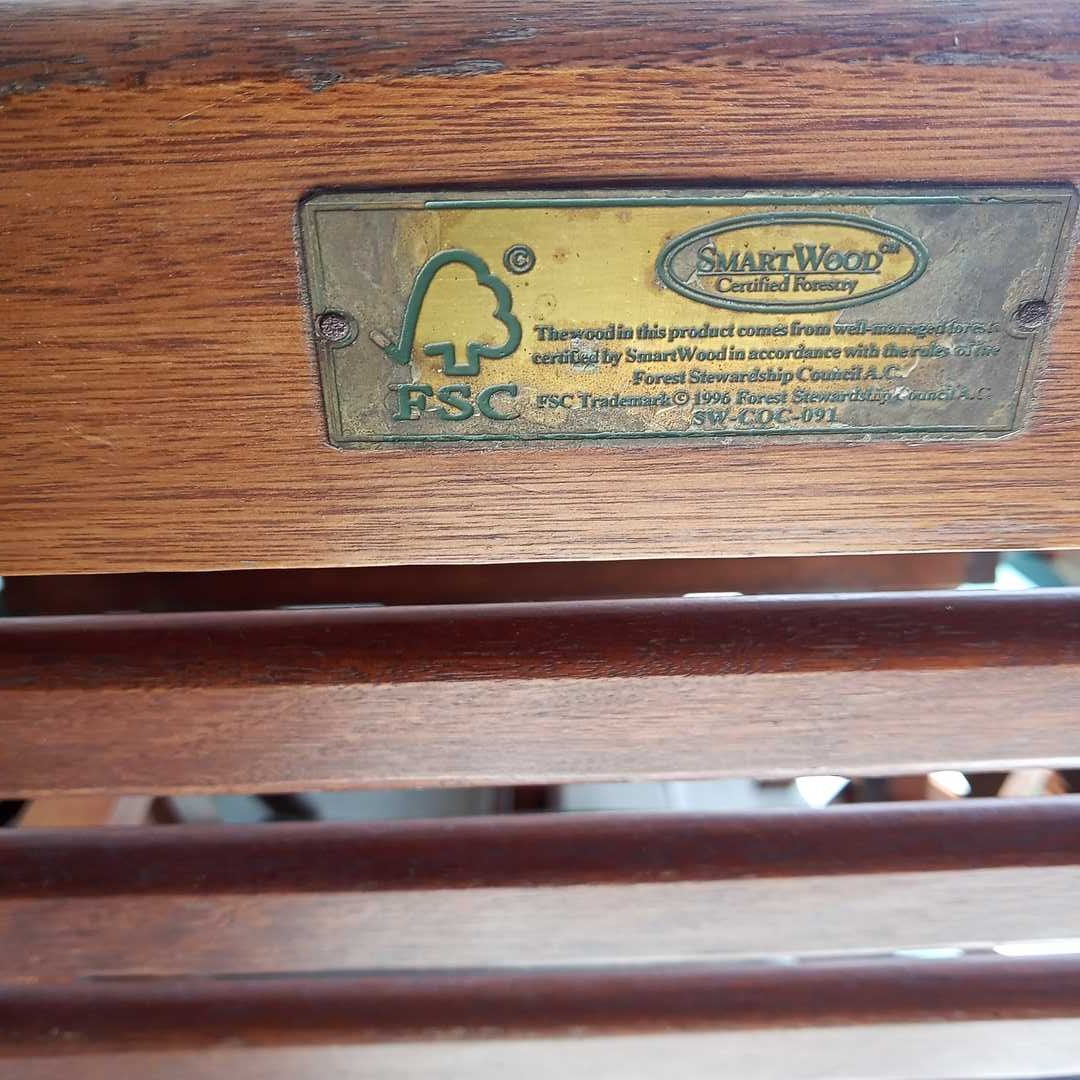 ©
SMARTWOOD CM
Certified Forestry
The wood in this product comes from well-managed forests
certified by SmartWood in accordance with the rules of the
Forest Stewardship Council A.C.
FSC
FSC Trademark © 1996 Forest Stewardship Council A.C.
SW-COC-091